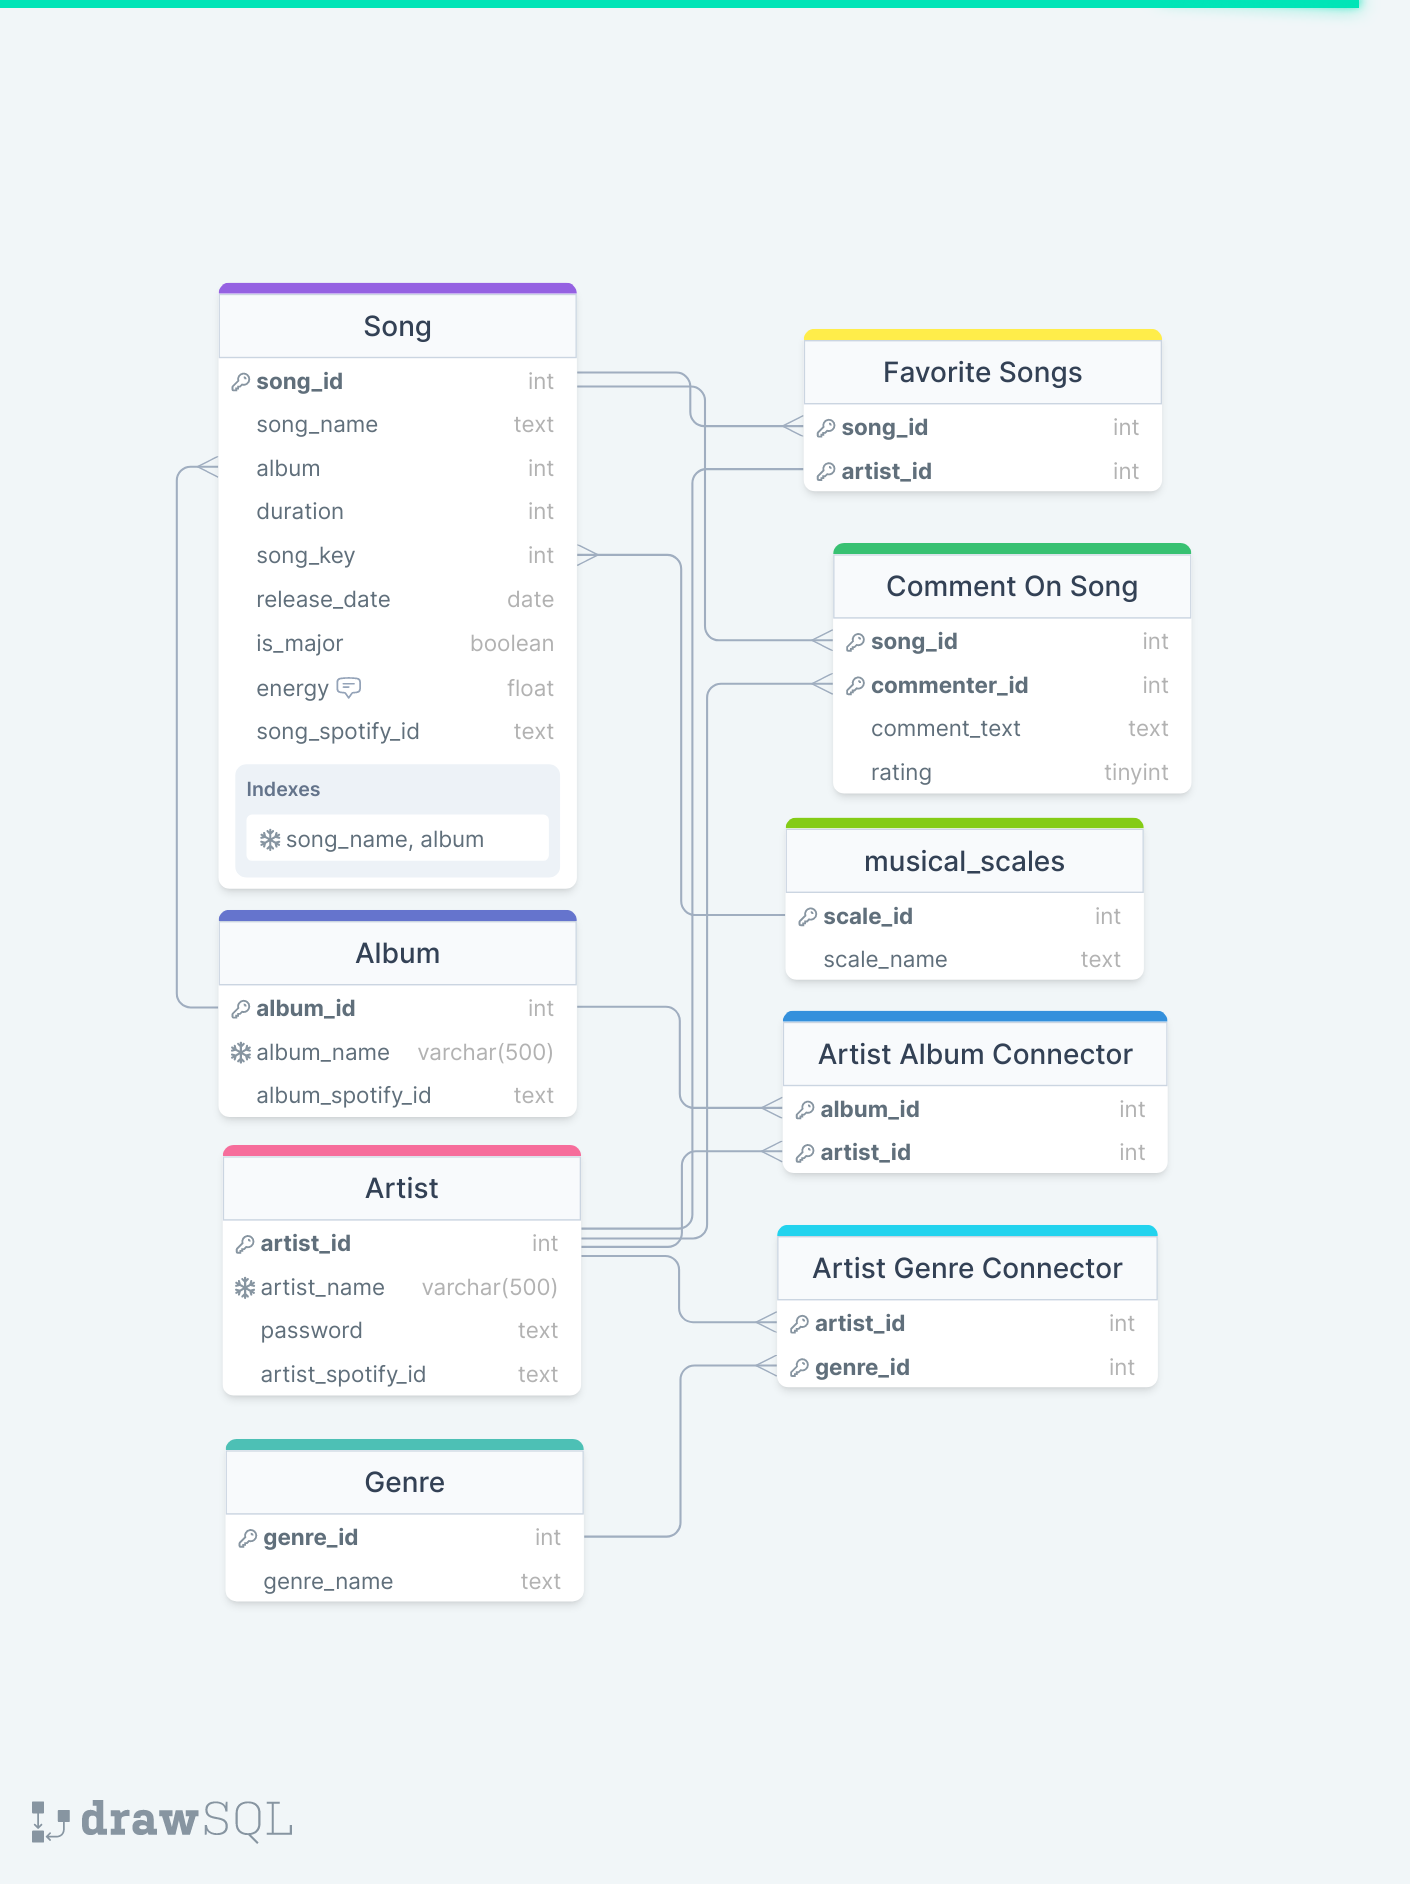 Song
song_id int
song_name text
album int
duration int
song_key int
release_date date
is_major boolean
energy float
song_spotify_id text
Indexes
song_name, album
Album
album_id int
album_name varchar(500)
album_spotify_id text
Artist
artist_id int
artist_name varchar(500)
password text
artist_spotify_id text
Genre
genre_id int
genre_name text
Favorite Songs
song_id int
artist_id int
Comment On Song
song_id int
commenter_id int
comment_text text
rating tinyint
musical_scales
scale_id int
scale_name text
Artist Album Connector
album_id int
artist_id int
Artist Genre Connector
artist_id int
genre_id int
drawSQL